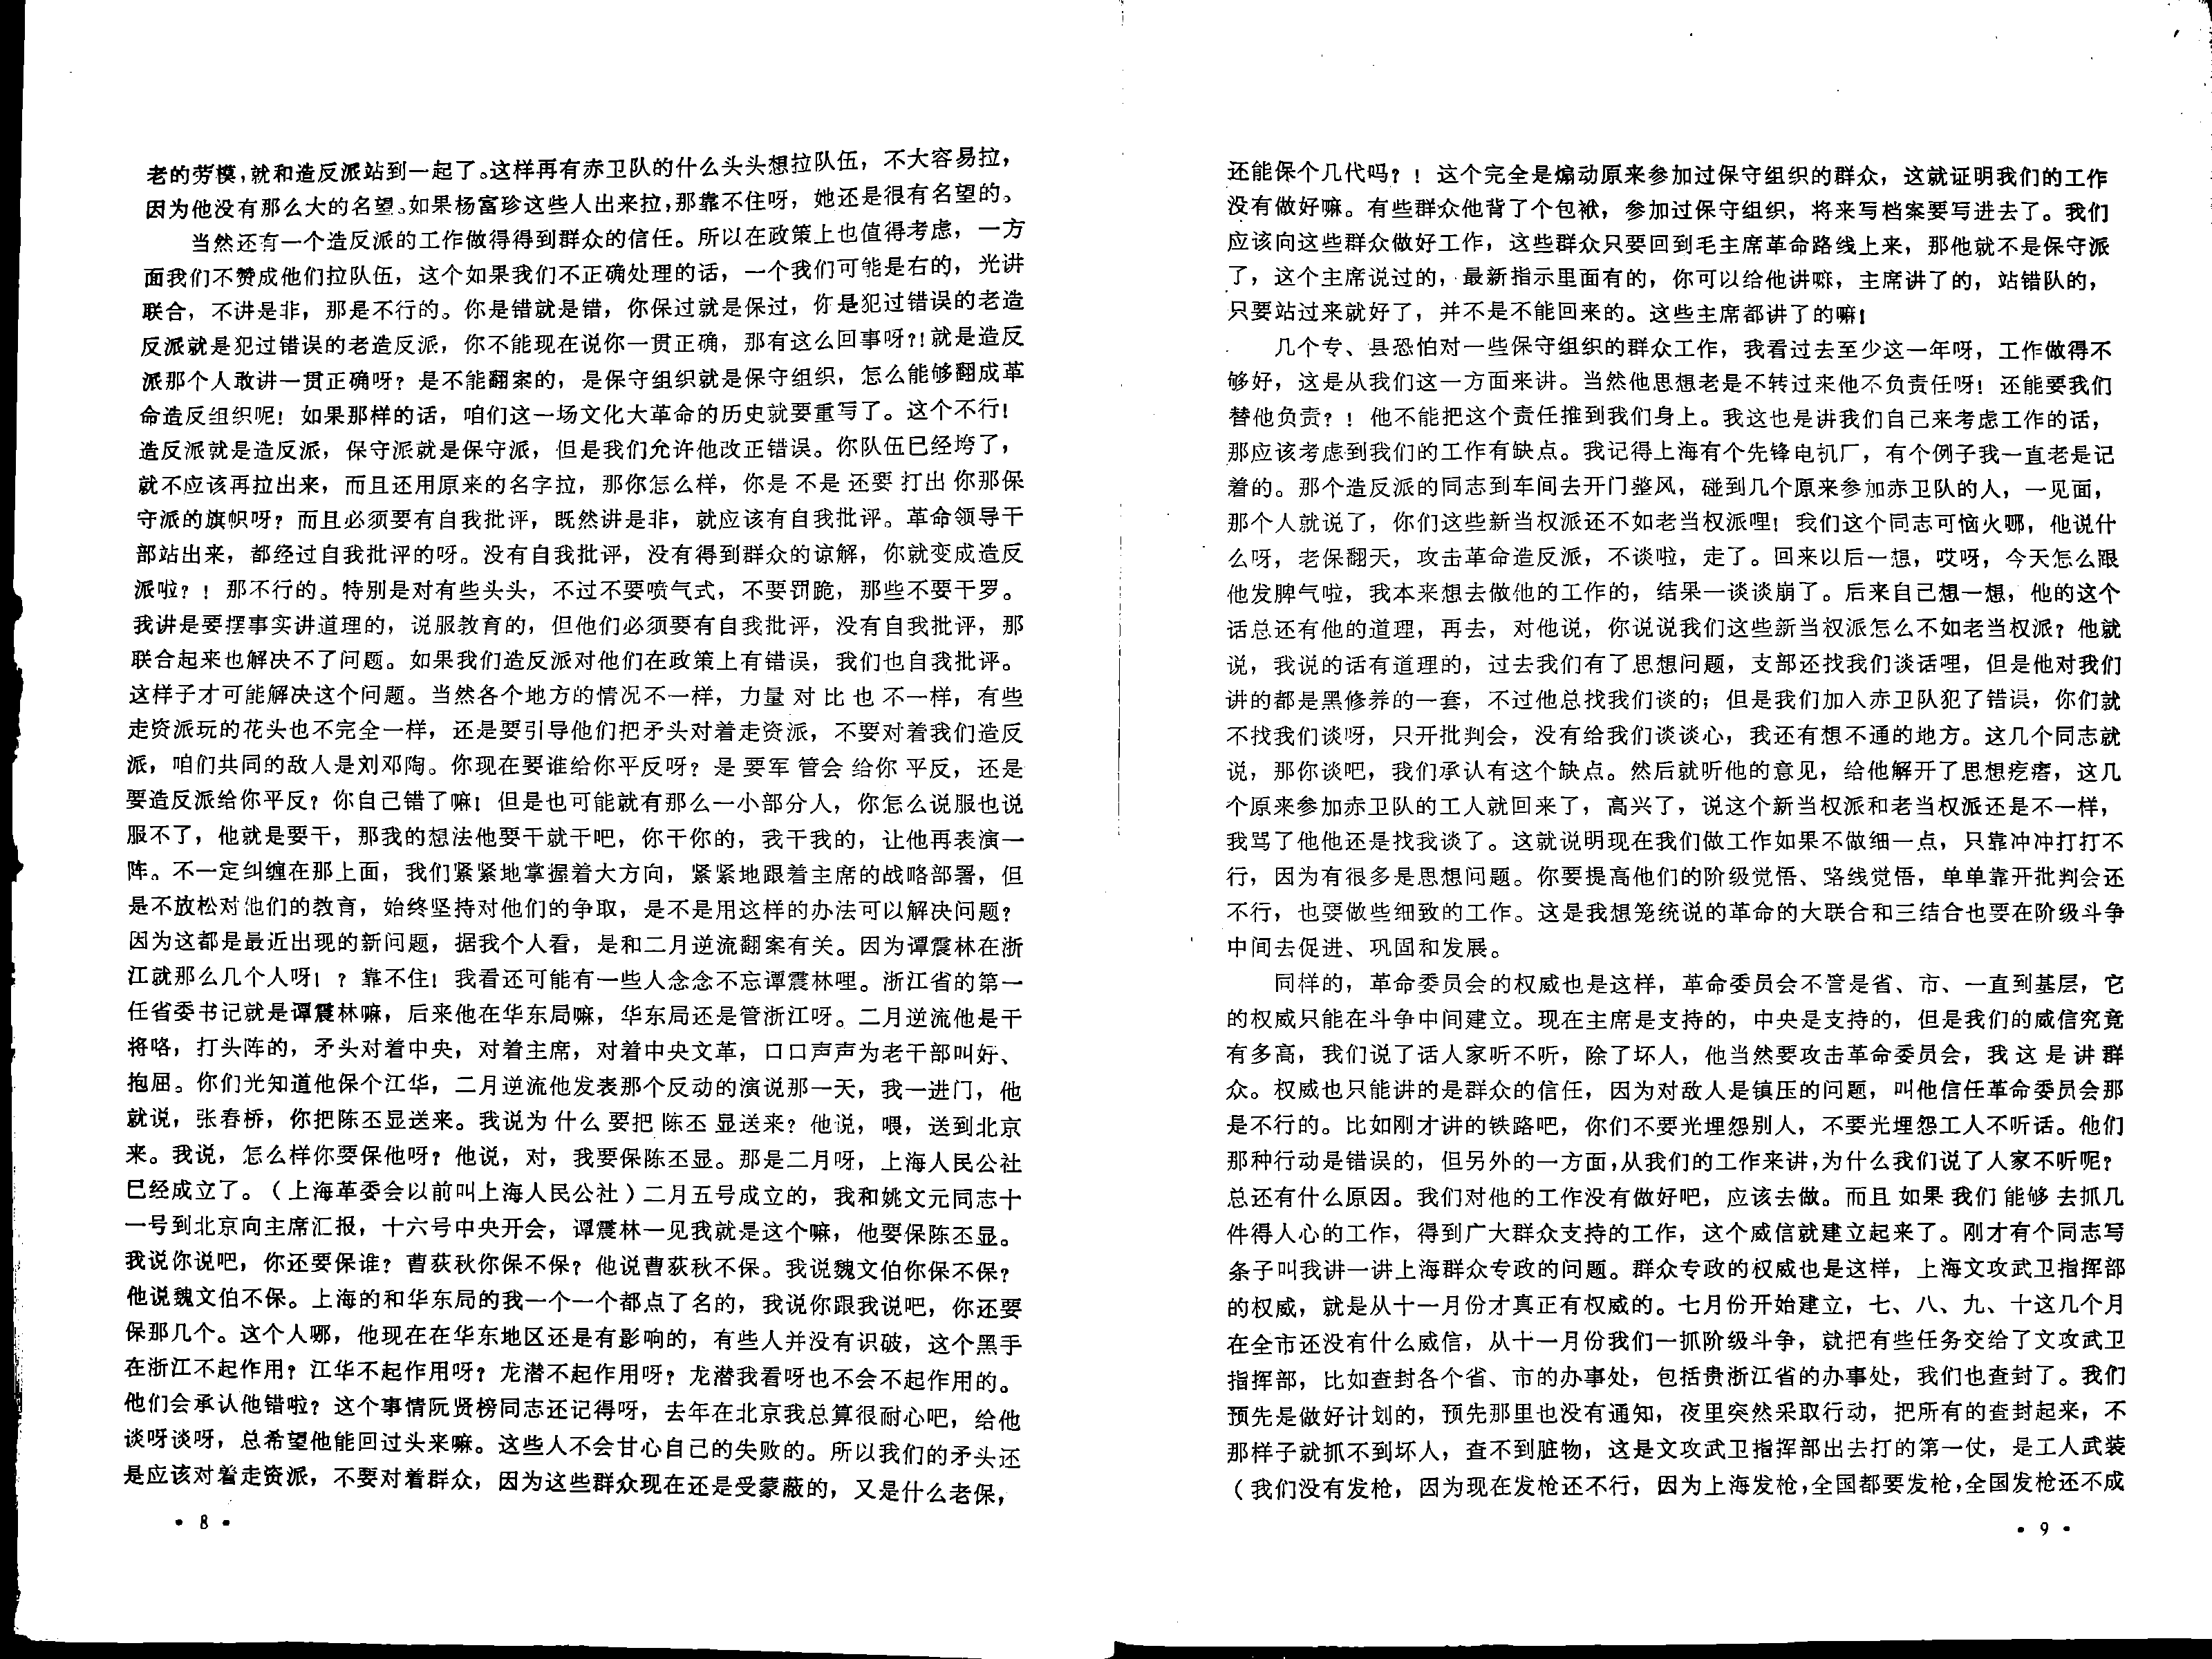 老的劳模，就和造反派站到一起了。这样再有赤卫队的什么头头想拉队伍，不大容易拉，
因为他没有那么大的名望。如果杨富珍这些人出来拉，那靠不住呀，她还是很有名望的。
当然还有一个造反派的工作做得得到群众的信任。所以在政策上也值得考虑，一方
面我们不赞成他们拉队伍，这个如果我们不正确处理的话，一个我们可能是右的，光讲
联合，不讲是非，那是不行的。你是错就是错，你保过就是保过，你是犯过错误的老造
反派就是犯过错误的老造反派，你不能现在说你一贯正确，那有这么回事呀?!就是造反
派那个人敢讲一贯正确呀？是不能翻案的，是保守组织就是保守组织，怎么能够翻成革
命造反组织呢！如果那样的话，咱们这一场文化大革命的历史就要重写了。这个不行！
造反派就是造反派，保守派就是保守派，但是我们允许他改正错误。你队伍已经垮了，
就不应该再拉出来，而且还用原来的名字拉，那你怎么样，你是不是还要打出你那保
守派的旗帜呀？而且必须要有自我批评，既然讲是非，就应该有自我批评。革命领导干
部站出来，都经过自我批评的呀。没有自我批评，没有得到群众的谅解，你就变成造反
派啦？！那不行的。特别是对有些头头，不过不要喷气式，不要罚跪，那些不要干罗。
我讲是要摆事实讲道理的，说服教育的，但他们必须要有自我批评，没有自我批评，那
联合起来也解决不了问题。如果我们造反派对他们在政策上有错误，我们也自我批评。
这样子才可能解决这个问题。当然各个地方的情况不一样，力量对比也不一样，有些
走资派玩的花头也不完全一样，还是要引导他们把矛头对着走资派，不要对着我们造反
派，咱们共同的敌人是刘邓陶。你现在要谁给你平反呀？是要军管会给你平反，还是
要造反派给你平反？你自己错了嘛！但是也可能就有那么一小部分人，你怎么说服也说
服不了，他就是要干，那我的想法他要干就干吧，你干你的，我干我的，让他再表演一
阵。不一定纠缠在那上面，我们紧紧地掌握着大方向，紧紧地跟着主席的战略部署，但
是不放松对他们的教育，始终坚持对他们的争取，是不是用这样的办法可以解决问题？
因为这都是最近出现的新问题，据我个人看，是和二月逆流翻案有关。因为谭震林在浙
江就那么几个人呀！？靠不住！我看还可能有一些人念念不忘谭震林哩。浙江省的第一
任省委书记就是谭震林嘛，后来他在华东局嘛，华东局还是管浙江呀。二月逆流他是干
将咯，打头阵的，矛头对着中央，对着主席，对着中央文革，口口声声为老干部叫好、
抱屈。你们光知道他保个江华，二月逆流他发表那个反动的演说那一天，我一进门，他
就说，张春桥，你把陈丕显送来。我说为什么要把陈丕显送来？他说，喂，送到北京
来。我说，怎么样你要保他呀？他说，对，我要保陈丕显。那是二月呀，上海人民公社
已经成立了。（上海革委会以前叫上海人民公社）二月五号成立的，我和姚文元同志十
一号到北京向主席汇报，十六号中央开会，谭震林一见我就是这个嘛，他要保陈丕显。
我说你说吧，你还要保谁？曹荻秋你保不保？他说曹荻秋不保。我说魏文伯你保不保？
他说魏文伯不保。上海的和华东局的我一个一个都点了名的，我说你跟我说吧，你还要
保那几个。这个人哪，他现在在华东地区还是有影响的，有些人并没有识破，这个黑手
在浙江不起作用？江华不起作用呀？龙潜不起作用呀？龙潜我看呀也不会不起作用的。
他们会承认他错啦？这个事情阮贤榜同志还记得呀，去年在北京我总算很耐心吧，给他
谈呀谈呀，总希望他能回过头来嘛。这些人不会甘心自己的失败的。所以我们的矛头还
是应该对着走资派，不要对着群众，因为这些群众现在还是受蒙蔽的，又是什么老保，
• 8 •
还能保个几代吗？！这个完全是煽动原来参加过保守组织的群众，这就证明我们的工作
没有做好嘛。有些群众他背了个包袱，参加过保守组织，将来写档案要写进去了。我们
应该向这些群众做好工作，这些群众只要回到毛主席革命路线上来，那他就不是保守派
了，这个主席说过的，最新指示里面有的，你可以给他讲嘛，主席讲了的，站错队的，
只要站过来就好了，并不是不能回来的。这些主席都讲了的嘛！
几个专、县恐怕对一些保守组织的群众工作，我看过去至少这一年呀，工作做得不
够好，这是从我们这一方面来讲。当然他思想老是不转过来他不负责任呀！还能要我们
替他负责？！他不能把这个责任推到我们身上。我这也是讲我们自己来考虑工作的话，
那应该考虑到我们的工作有缺点。我记得上海有个先锋电机厂，有个例子我一直老是记
着的。那个造反派的同志到车间去开门整风，碰到几个原来参加赤卫队的人，一见面，
那个人就说了，你们这些新当权派还不如老当权派哩！我们这个同志可恼火哪，他说什
么呀，老保翻天，攻击革命造反派，不谈啦，走了。回来以后一想，哎呀，今天怎么跟
他发脾气啦，我本来想去做他的工作的，结果一谈谈崩了。后来自己想一想，他的这个
话总还有他的道理，再去，对他说，你说说我们这些新当权派怎么不如老当权派？他就
说，我说的话有道理的，过去我们有了思想问题，支部还找我们谈话哩，但是他对我们
讲的都是黑修养的一套，不过他总找我们谈的；但是我们加入赤卫队犯了错误，你们就
不找我们谈呀，只开批判会，没有给我们谈谈心，我还有想不通的地方。这几个同志就
说，那你谈吧，我们承认有这个缺点。然后就听他的意见，给他解开了思想疙瘩，这几
个原来参加赤卫队的工人就回来了，高兴了，说这个新当权派和老当权派还是不一样，
我骂了他他还是找我谈了。这就说明现在我们做工作如果不做细一点，只靠冲冲打打不
行，因为有很多是思想问题。你要提高他们的阶级觉悟、路线觉悟，单单靠开批判会还
不行，也要做些细致的工作。这是我想笼统说的革命的大联合和三结合也要在阶级斗争
中间去促进、巩固和发展。
同样的，革命委员会的权威也是这样，革命委员会不管是省、市、一直到基层，它
的权威只能在斗争中间建立。现在主席是支持的，中央是支持的，但是我们的威信究竟
有多高，我们说了话人家听不听，除了坏人，他当然要攻击革命委员会，我这是讲群
众。权威也只能讲的是群众的信任，因为对敌人是镇压的问题，叫他信任革命委员会那
是不行的。比如刚才讲的铁路吧，你们不要光埋怨别人，不要光埋怨工人不听话。他们
那种行动是错误的，但另外的一方面，从我们的工作来讲，为什么我们说了人家不听呢？
总还有什么原因。我们对他的工作没有做好吧，应该去做。而且如果我们能够去抓几
件得人心的工作，得到广大群众支持的工作，这个威信就建立起来了。刚才有个同志写
条子叫我讲一讲上海群众专政的问题。群众专政的权威也是这样，上海文攻武卫指挥部
的权威，就是从十一月份才真正有权威的。七月份开始建立，七、八、九、十这几个月
在全市还没有什么威信，从十一月份我们一抓阶级斗争，就把有些任务交给了文攻武卫
指挥部，比如查封各个省、市的办事处，包括贵浙江省的办事处，我们也查封了。我们
预先是做好计划的，预先那里也没有通知，夜里突然采取行动，把所有的查封起来，不
那样子就抓不到坏人，查不到脏物，这是文攻武卫指挥部出去打的第一仗，是工人武装
（我们没有发枪，因为现在发枪还不行，因为上海发枪，全国都要发枪，全国发枪还不成
• 9 •